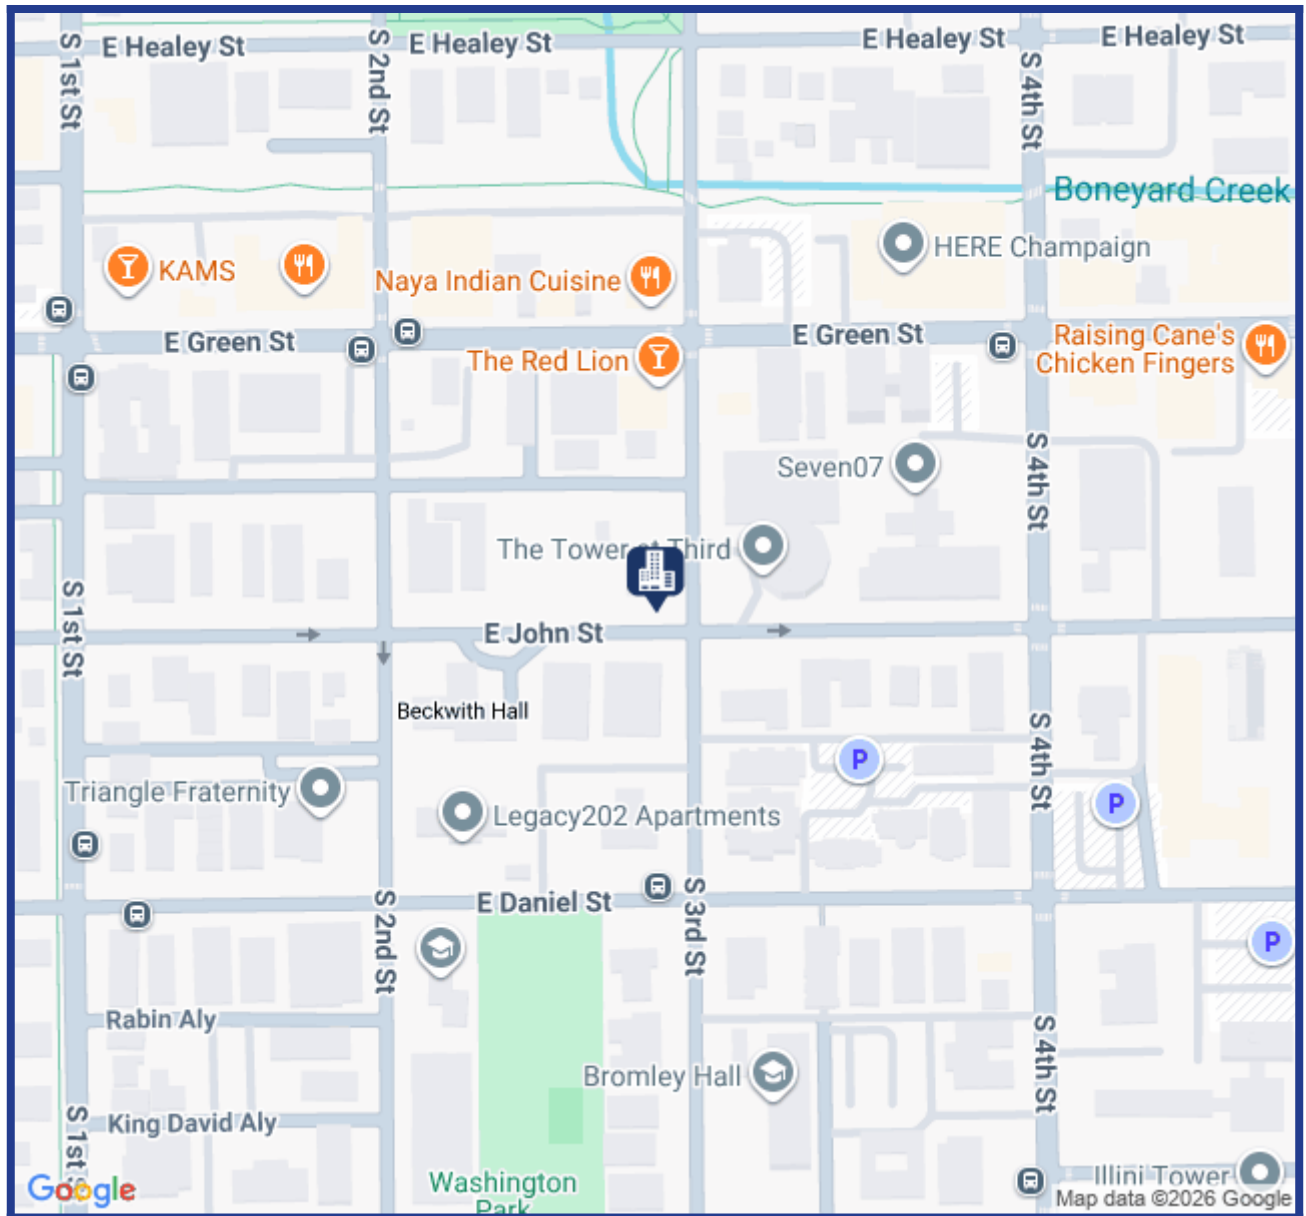 E Healey St
E Healey St
E Healey St
E Healey St
S 1st St
S 2nd St
S 4th St
Boneyard Creek
KAMS
Naya Indian Cuisine
HERE Champaign
E Green St
E Green St
The Red Lion
Raising Cane's
Chicken Fingers
S 4th St
Seven07
The Tower at Third
S 1st St
E John St
Beckwith Hall
S 4th St
P
Triangle Fraternity
P
Legacy202 Apartments
E Daniel St
S 2nd St
S 3rd St
P
Rabin Aly
S 4th St
Bromley Hall
King David Aly
S 1st S
Washington
Park
Illini Tower
Google
Map data ©2026 Google